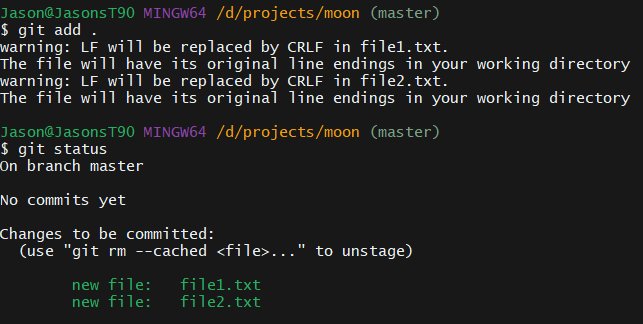 Jason@JasonsT90 MINGW64 /d/projects/moon (master)
$ git add .
warning: LF will be replaced by CRLF in file1.txt.
The file will have its original line endings in your working directory
warning: LF will be replaced by CRLF in file2.txt.
The file will have its original line endings in your working directory
Jason@JasonsT90 MINGW64 /d/projects/moon (master)
$ git status
On branch master
No commits yet
Changes to be committed:
  (use "git rm --cached <file>..." to unstage)
        new file:   file1.txt
        new file:   file2.txt